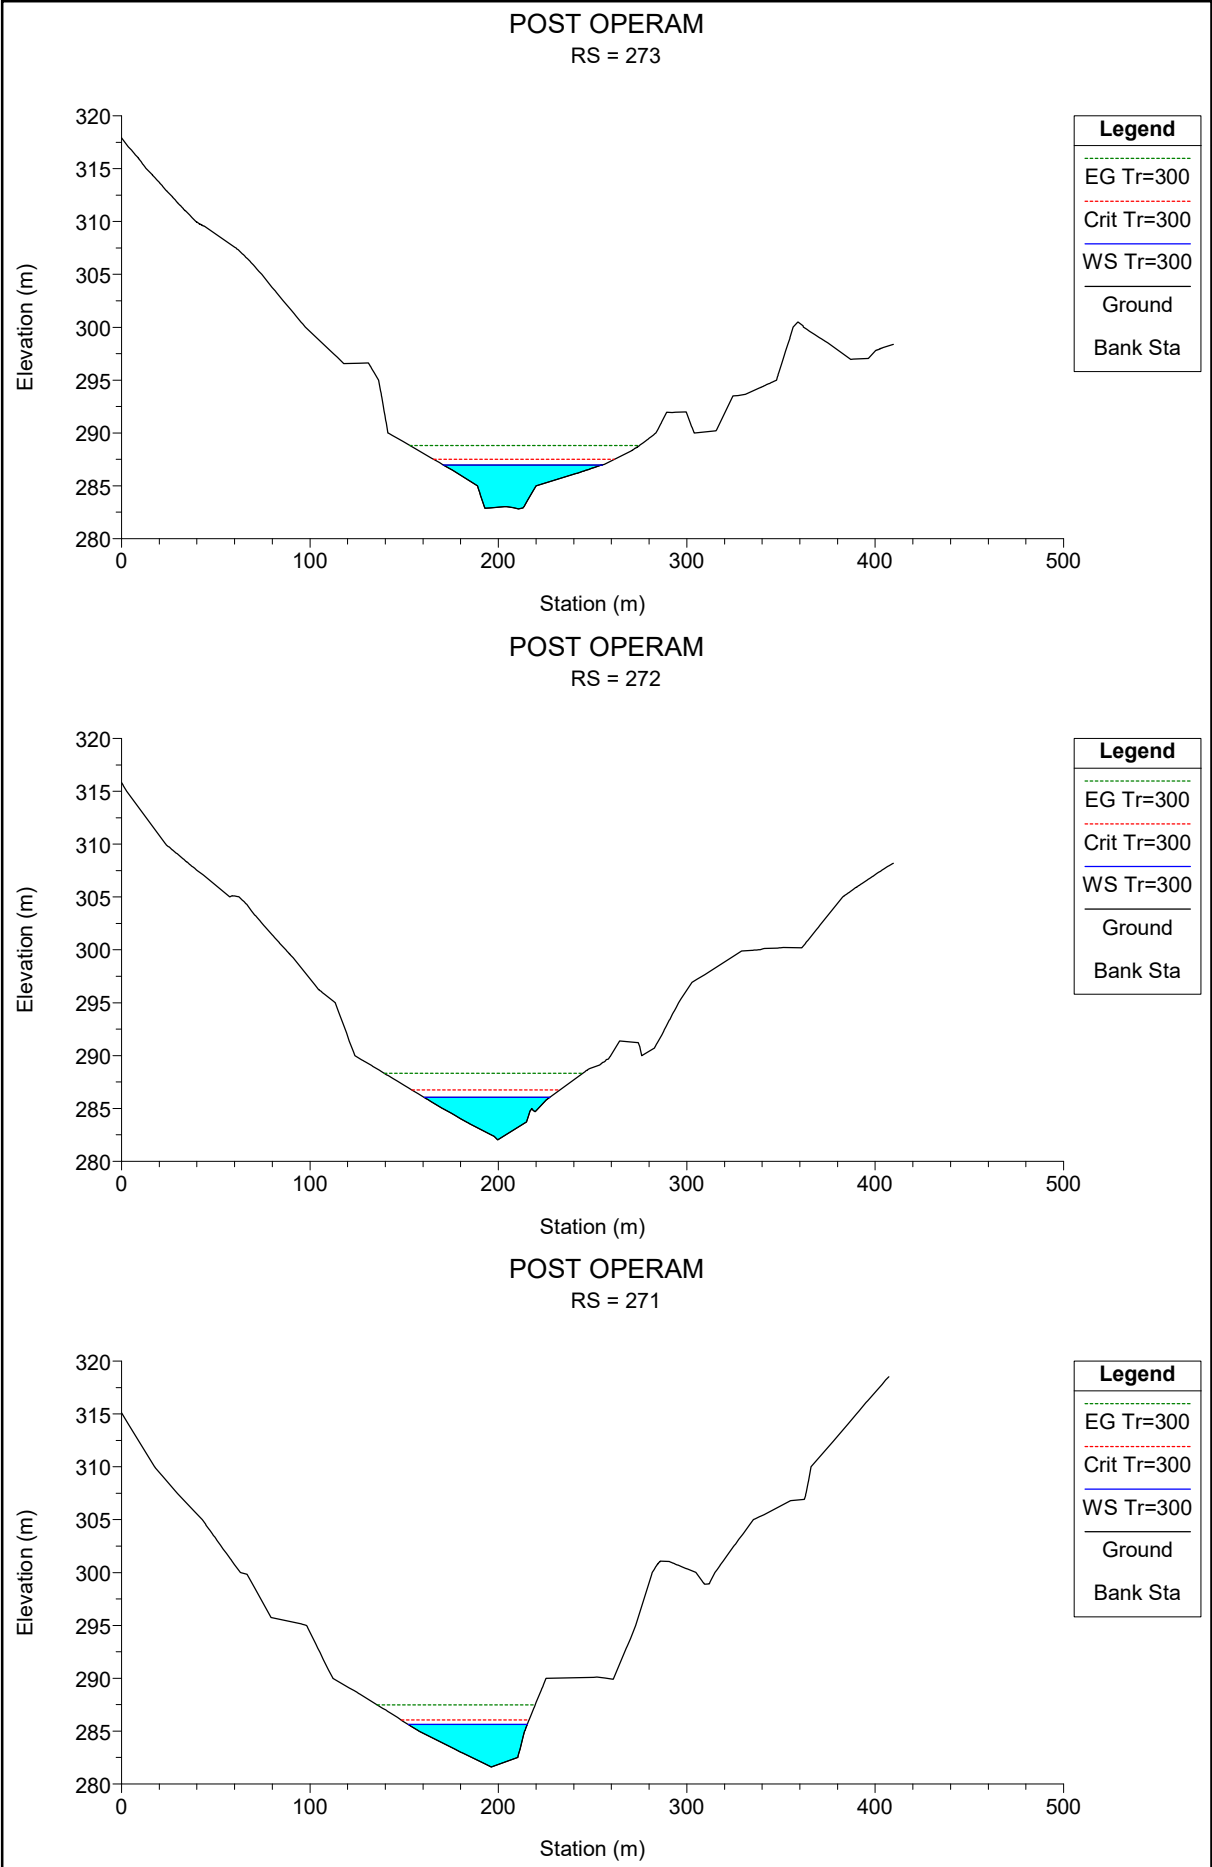 POST OPERAM
RS = 273
320
315
310
305
300
295
290
285
280
0 100 200 300 400 500
Station (m)
Elevation (m)
Legend
EG Tr=300
Crit Tr=300
WS Tr=300
Ground
Bank Sta
POST OPERAM
RS = 272
320
315
310
305
300
295
290
285
280
0 100 200 300 400 500
Station (m)
Elevation (m)
Legend
EG Tr=300
Crit Tr=300
WS Tr=300
Ground
Bank Sta
POST OPERAM
RS = 271
320
315
310
305
300
295
290
285
280
0 100 200 300 400 500
Station (m)
Elevation (m)
Legend
EG Tr=300
Crit Tr=300
WS Tr=300
Ground
Bank Sta